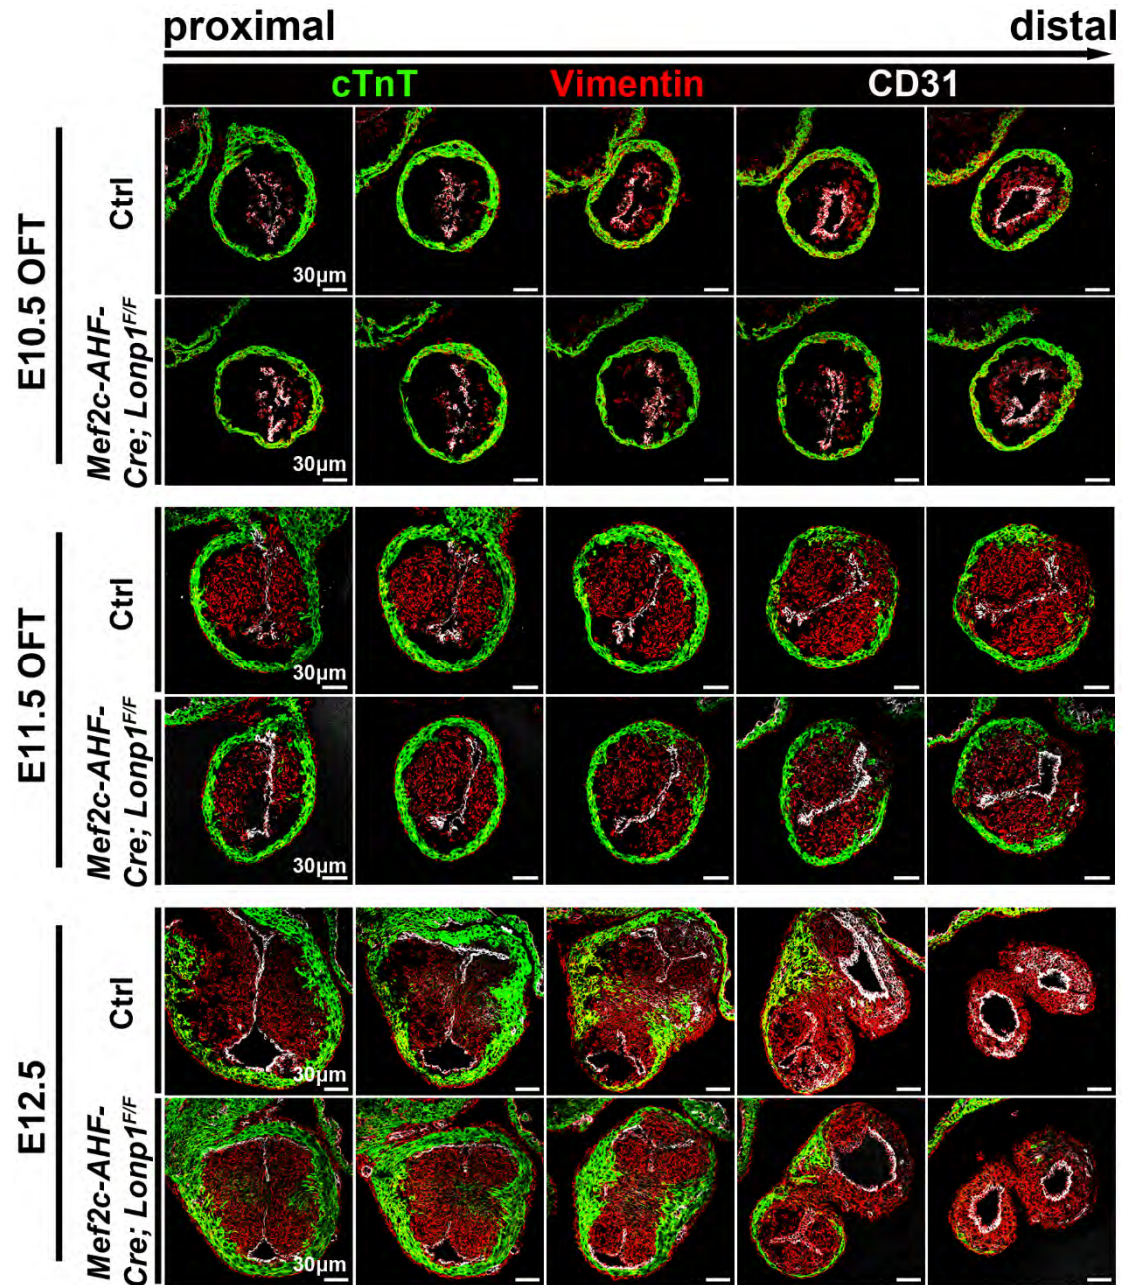 proximal distal
cTnT Vimentin CD31
E10.5 OFT
Ctrl
30μm
Mef2c-AHF-
Cre; Lonp1F/F
30μm
E11.5 OFT
Ctrl
30μm
Mef2c-AHF-
Cre; Lonp1F/F
30μm
E12.5
Ctrl
30μm
Mef2c-AHF-
Cre; Lonp1F/F
30μm